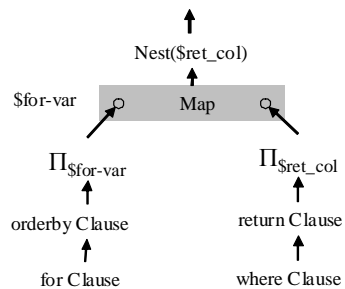 Nest($ret_col)
$for-var
Map
Π$for-var
Π$ret_col
orderby Clause
return Clause
for Clause
where Clause